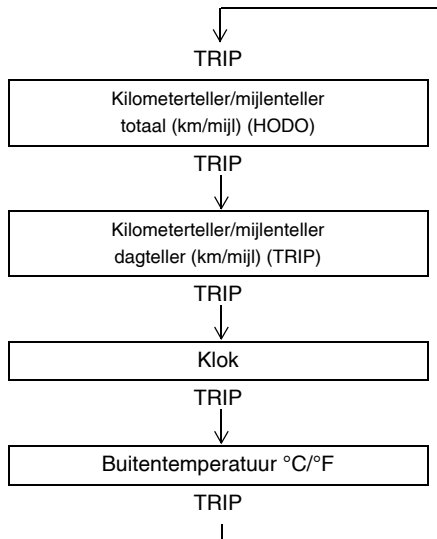 TRIP
Kilometerteller/mijlenteller
totaal (km/mijl) (HODO)
TRIP
Kilometerteller/mijlenteller
dagteller (km/mijl) (TRIP)
TRIP
Klok
TRIP
Buitentemperatuur °C/°F
TRIP